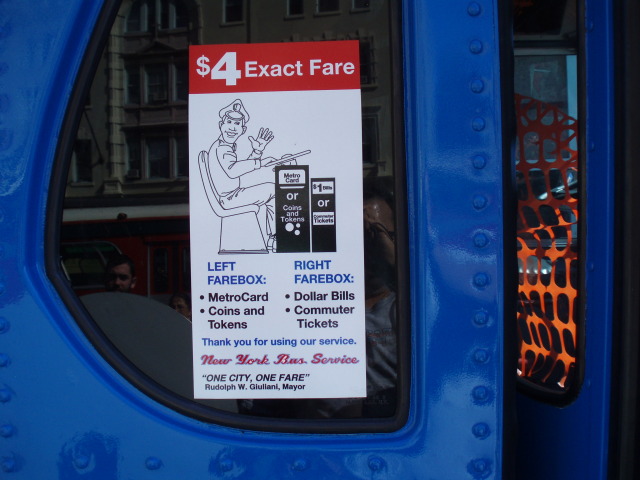 $4 Exact Fare
Metro
Card
or
Coins
and
Tokens
$1 Bills
or
Commuter
Tickets
LEFT
FAREBOX:
• MetroCard
• Coins and
Tokens
RIGHT
FAREBOX:
• Dollar Bills
• Commuter
Tickets
Thank you for using our service.
New York Bus Service
"ONE CITY, ONE FARE"
Rudolph W. Giuliani, Mayor